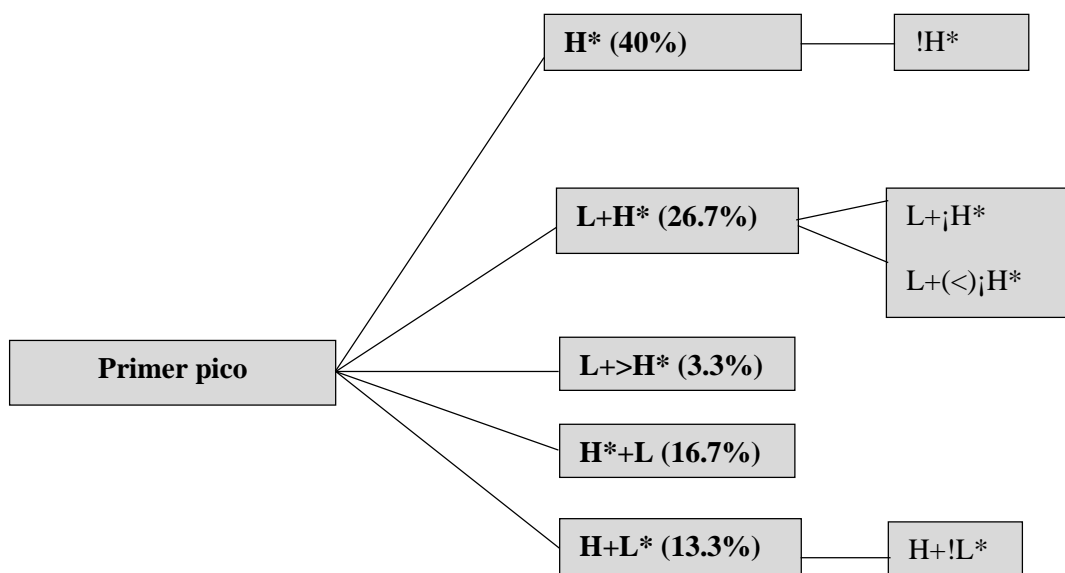 H* (40%)
!H*
L+H* (26.7%)
L+¡H*
L+(<)¡H*
Primer pico
L+>H* (3.3%)
H*+L (16.7%)
H+L* (13.3%)
H+!L*